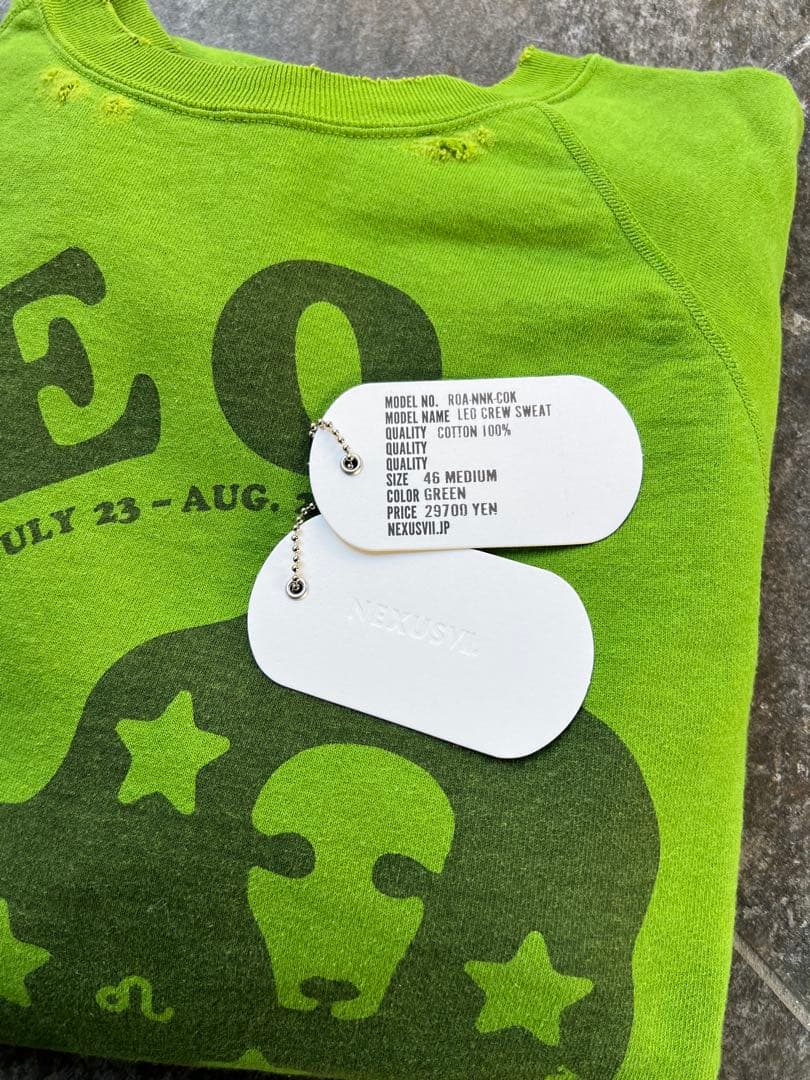 EO
ULY 23 – AUG.
MODEL NO. ROA-NNK-COK
MODEL NAME LEO CREW SWEAT
QUALITY COTTON 100%
QUALITY
QUALITY
SIZE 46 MEDIUM
COLOR GREEN
PRICE 29700 YEN
NEXUSVII.JP
NEXUSVII.